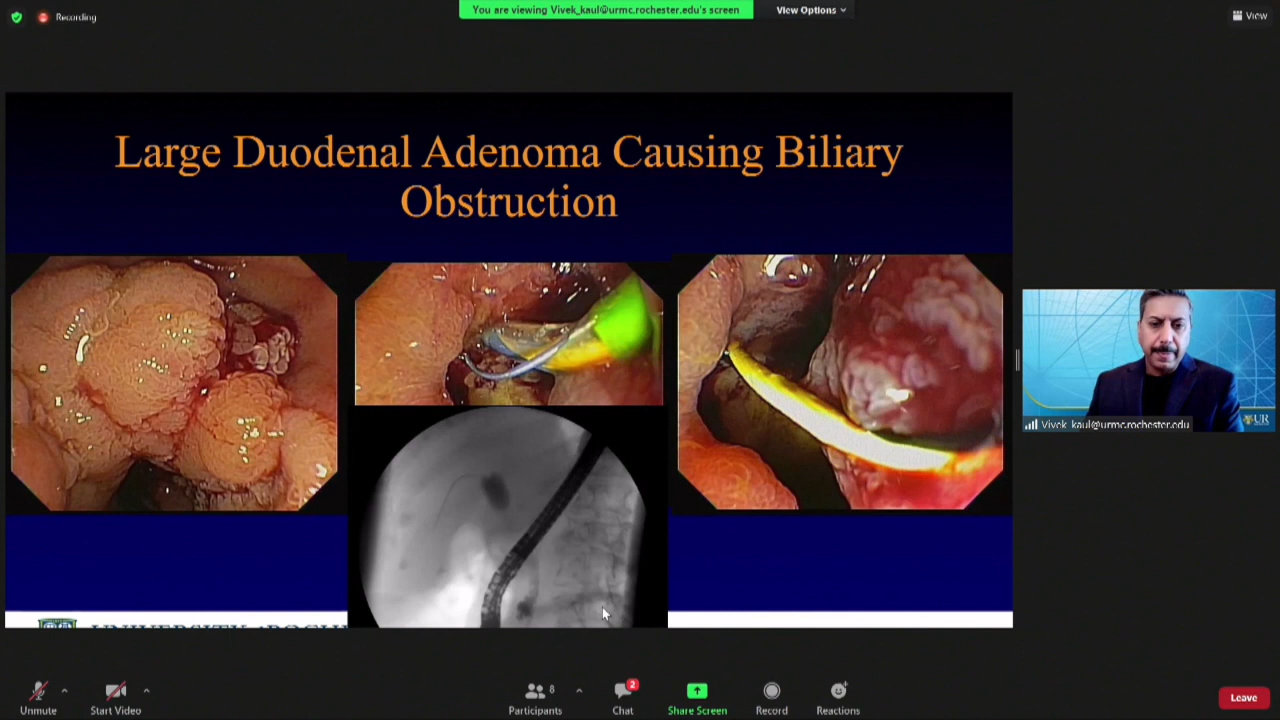 Recording
You are viewing Vivek_kaul@urmc.rochester.edu's screen
View Options
View
Large Duodenal Adenoma Causing Biliary
Obstruction
Vivek_kaul@urmc.rochester.edu
UR
8
2
Unmute
Start Video
Participants
Chat
Share Screen
Record
Reactions
Leave